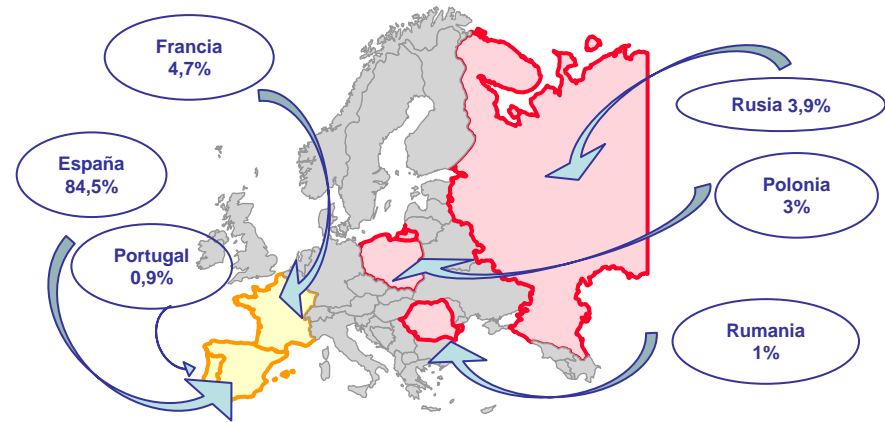 Francia
4,7%
España
84,5%
Portugal
0,9%
Rusia 3,9%
Polonia
3%
Rumania
1%